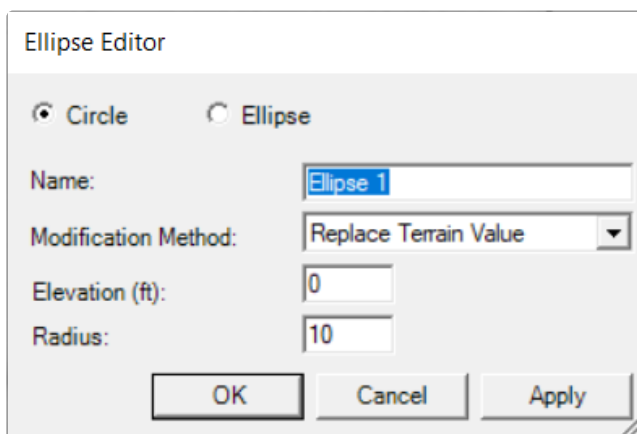 Ellipse Editor
Circle Ellipse
Name: Ellipse 1
Modification Method: Replace Terrain Value
Elevation (ft): 0
Radius: 10
OK Cancel Apply